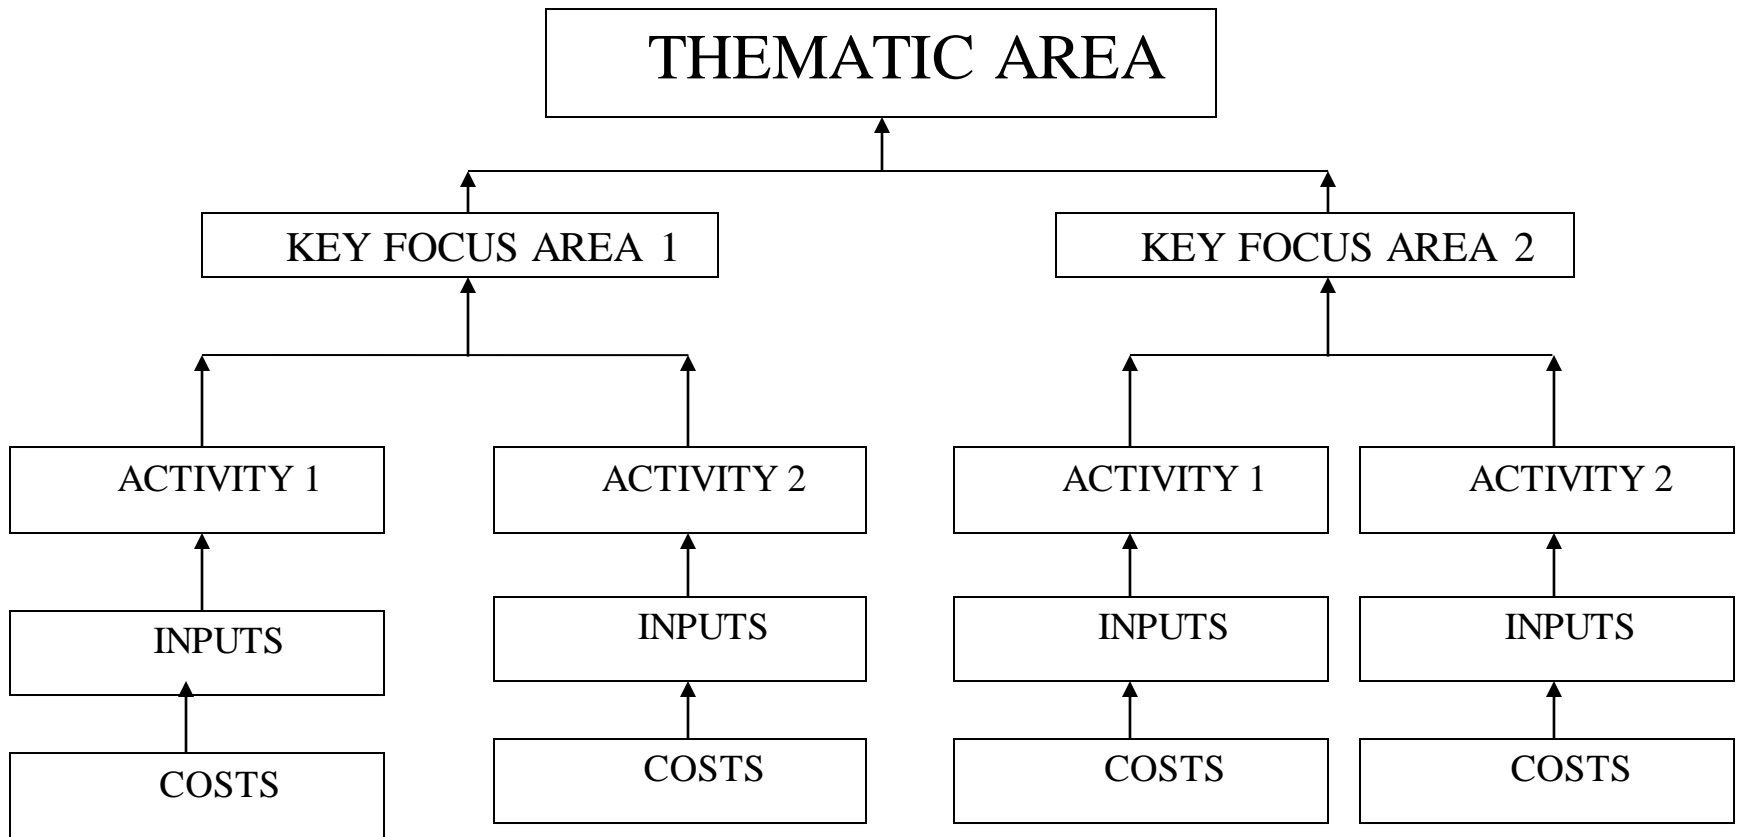 THEMATIC AREA
KEY FOCUS AREA 1
KEY FOCUS AREA 2
ACTIVITY 1
ACTIVITY 2
ACTIVITY 1
ACTIVITY 2
INPUTS
INPUTS
INPUTS
INPUTS
COSTS
COSTS
COSTS
COSTS